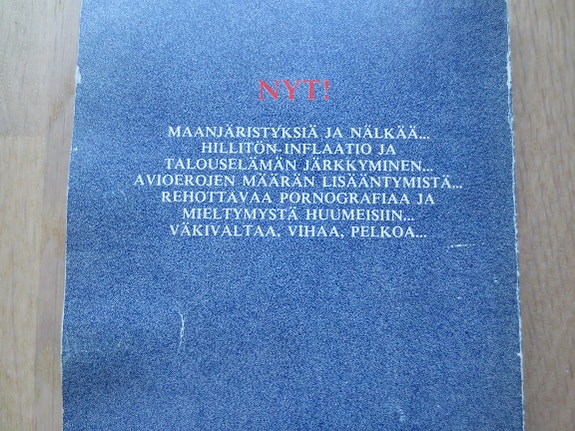 NYT!
MAANJÄRISTYKSIÄ JA NÄLKÄÄ...
HILLITÖN INFLAATIO JA
TALOUSELÄMÄN JÄRKKYMINEN...
AVIOEROJEN MÄÄRÄN LISÄÄNTYMISTÄ...
REHOTTAVAA PORNOGRAFIAA JA
MIELTYMYSTÄ HUUMEISIIN...
VÄKIVALTAA, VIHAA, PELKOA...